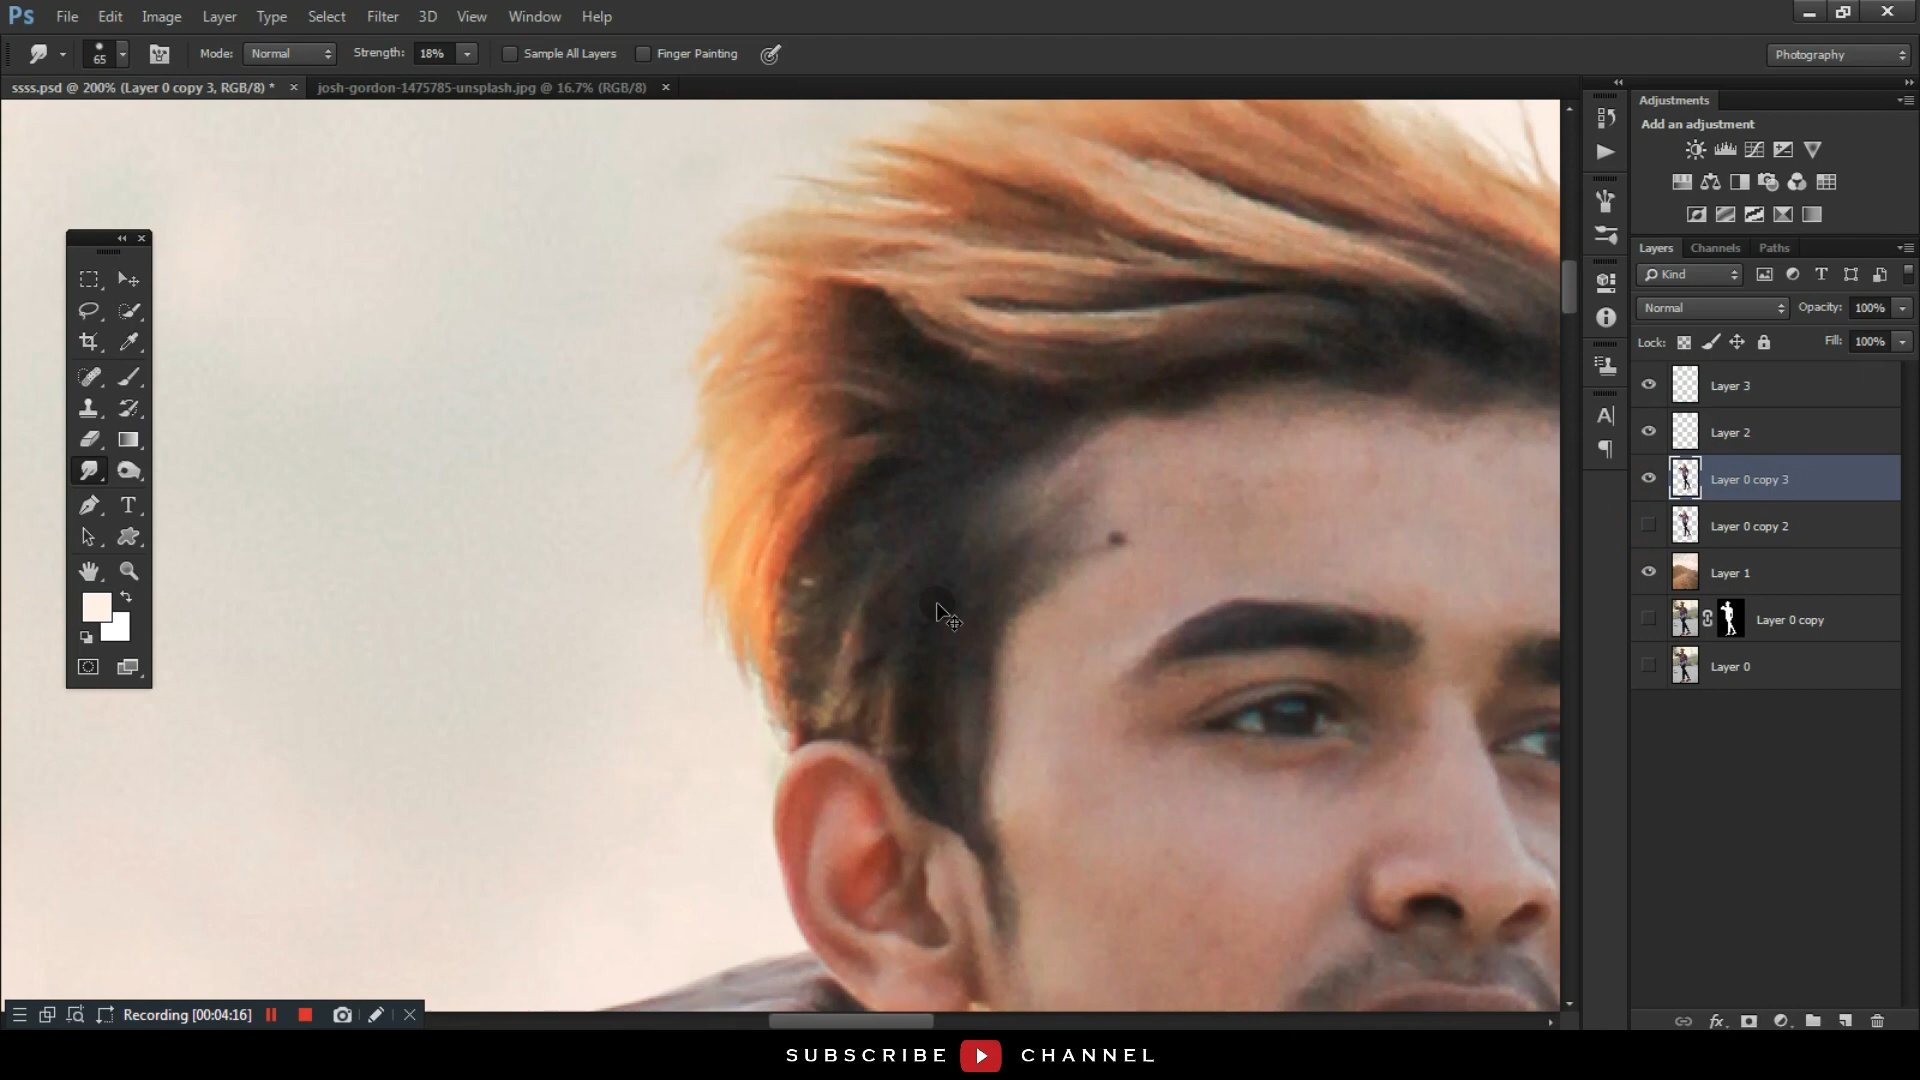 Ps File Edit Image Layer Type Select Filter 3D View Window Help
65 Mode: Normal Strength: 18% Sample All Layers Finger Painting Photography
ssss.psd @ 200% (Layer 0 copy 3, RGB/8) * × josh-gordon-1475785-unsplash.jpg @ 16.7% (RGB/8) ×
Adjustments
Add an adjustment
Layers Channels Paths
Kind
Normal Opacity: 100%
Lock: Fill: 100%
Layer 3
Layer 2
Layer 0 copy 3
Layer 0 copy 2
Layer 1
Layer 0 copy
Layer 0
Recording [00:04:16]
SUBSCRIBE CHANNEL